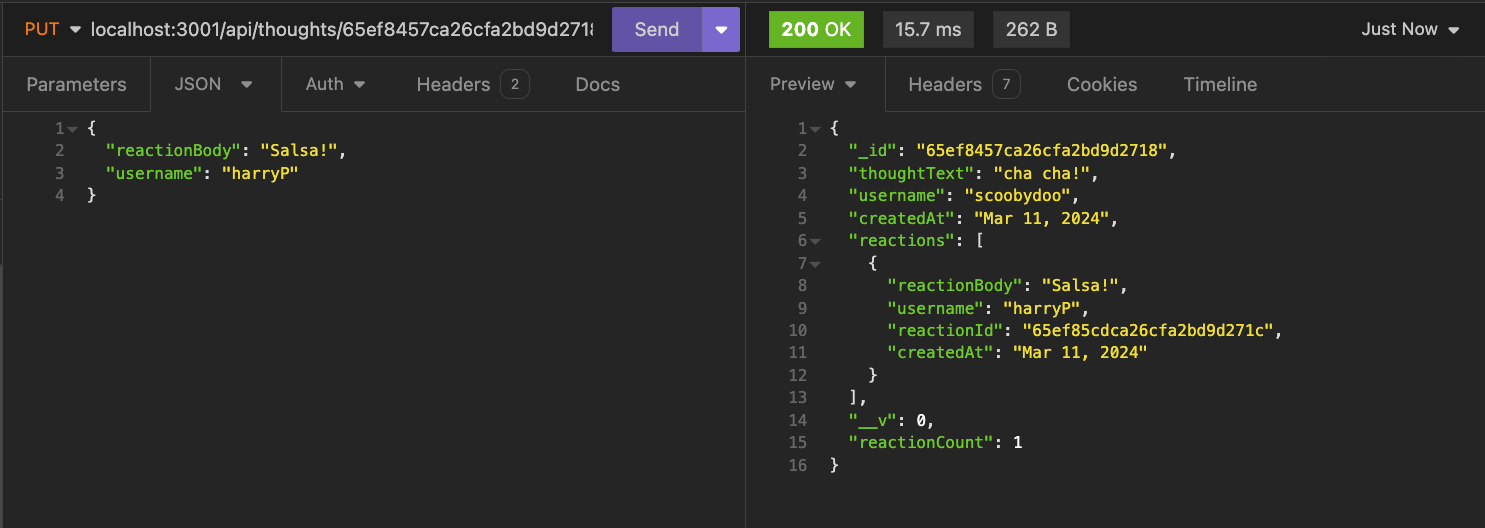 PUT localhost:3001/api/thoughts/65ef8457ca26cfa2bd9d2718 Send
200 OK 15.7 ms 262 B Just Now
Parameters JSON Auth Headers 2 Docs
Preview Headers 7 Cookies Timeline
1 {
2 "reactionBody": "Salsa!",
3 "username": "harryP"
4 }
1 {
2 "_id": "65ef8457ca26cfa2bd9d2718",
3 "thoughtText": "cha cha!",
4 "username": "scoobydoo",
5 "createdAt": "Mar 11, 2024",
6 "reactions": [
7 {
8 "reactionBody": "Salsa!",
9 "username": "harryP",
10 "reactionId": "65ef85cdca26cfa2bd9d271c",
11 "createdAt": "Mar 11, 2024"
12 }
13 ],
14 "__v": 0,
15 "reactionCount": 1
16 }